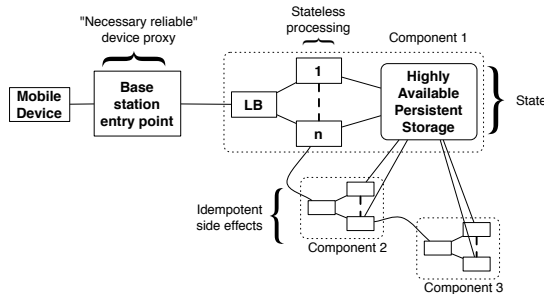 "Necessary reliable"
device proxy
Stateless
processing
Component 1
Mobile
Device
Base
station
entry point
LB
1
n
Highly
Available
Persistent
Storage
State
Idempotent
side effects
Component 2
Component 3